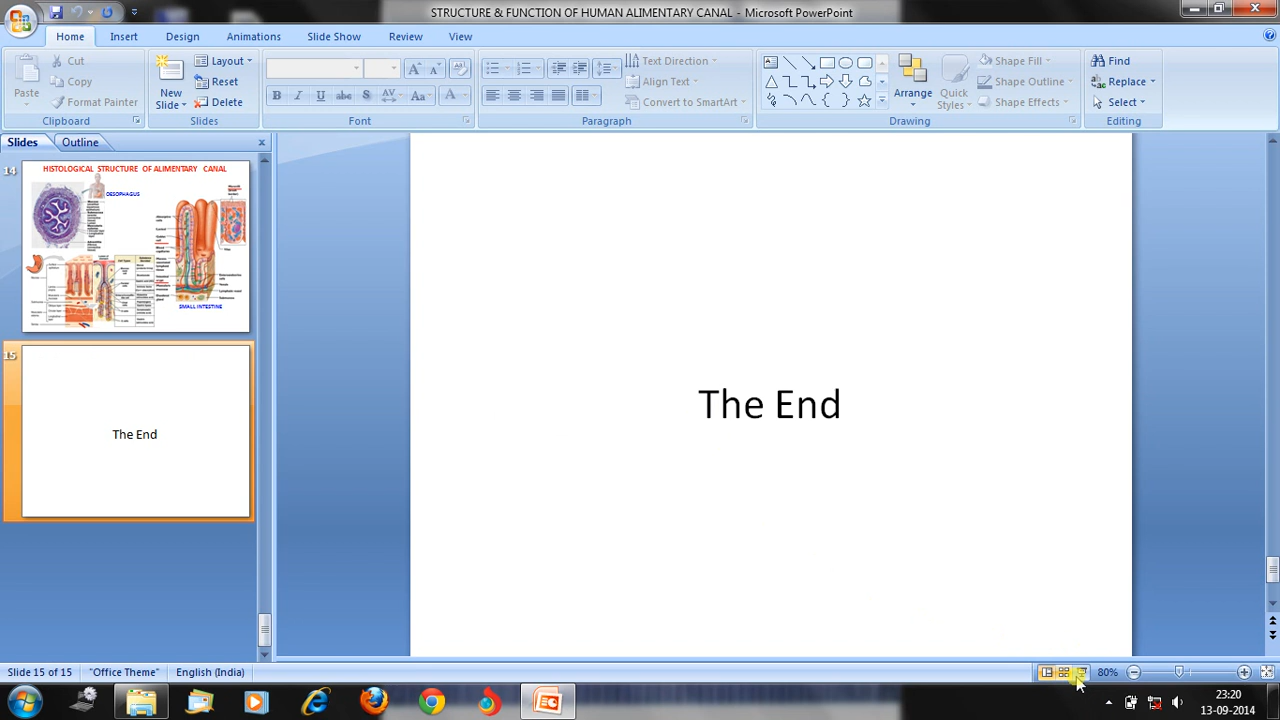 STRUCTURE & FUNCTION OF HUMAN ALIMENTARY CANAL - Microsoft PowerPoint
Home Insert Design Animations Slide Show Review View
Paste
Cut
Copy
Format Painter
Clipboard
New Slide
Layout
Reset
Delete
Slides
B I U abc S AV Aa A
Font
Text Direction
Align Text
Convert to SmartArt
Paragraph
Arrange
Quick Styles
Shape Fill
Shape Outline
Shape Effects
Drawing
Find
Replace
Select
Editing
Slides Outline
14
HISTOLOGICAL STRUCTURE OF ALIMENTARY CANAL
OESOPHAGUS
SMALL INTESTINE
15
The End
The End
Slide 15 of 15 "Office Theme" English (India) 80%
23:20
13-09-2014